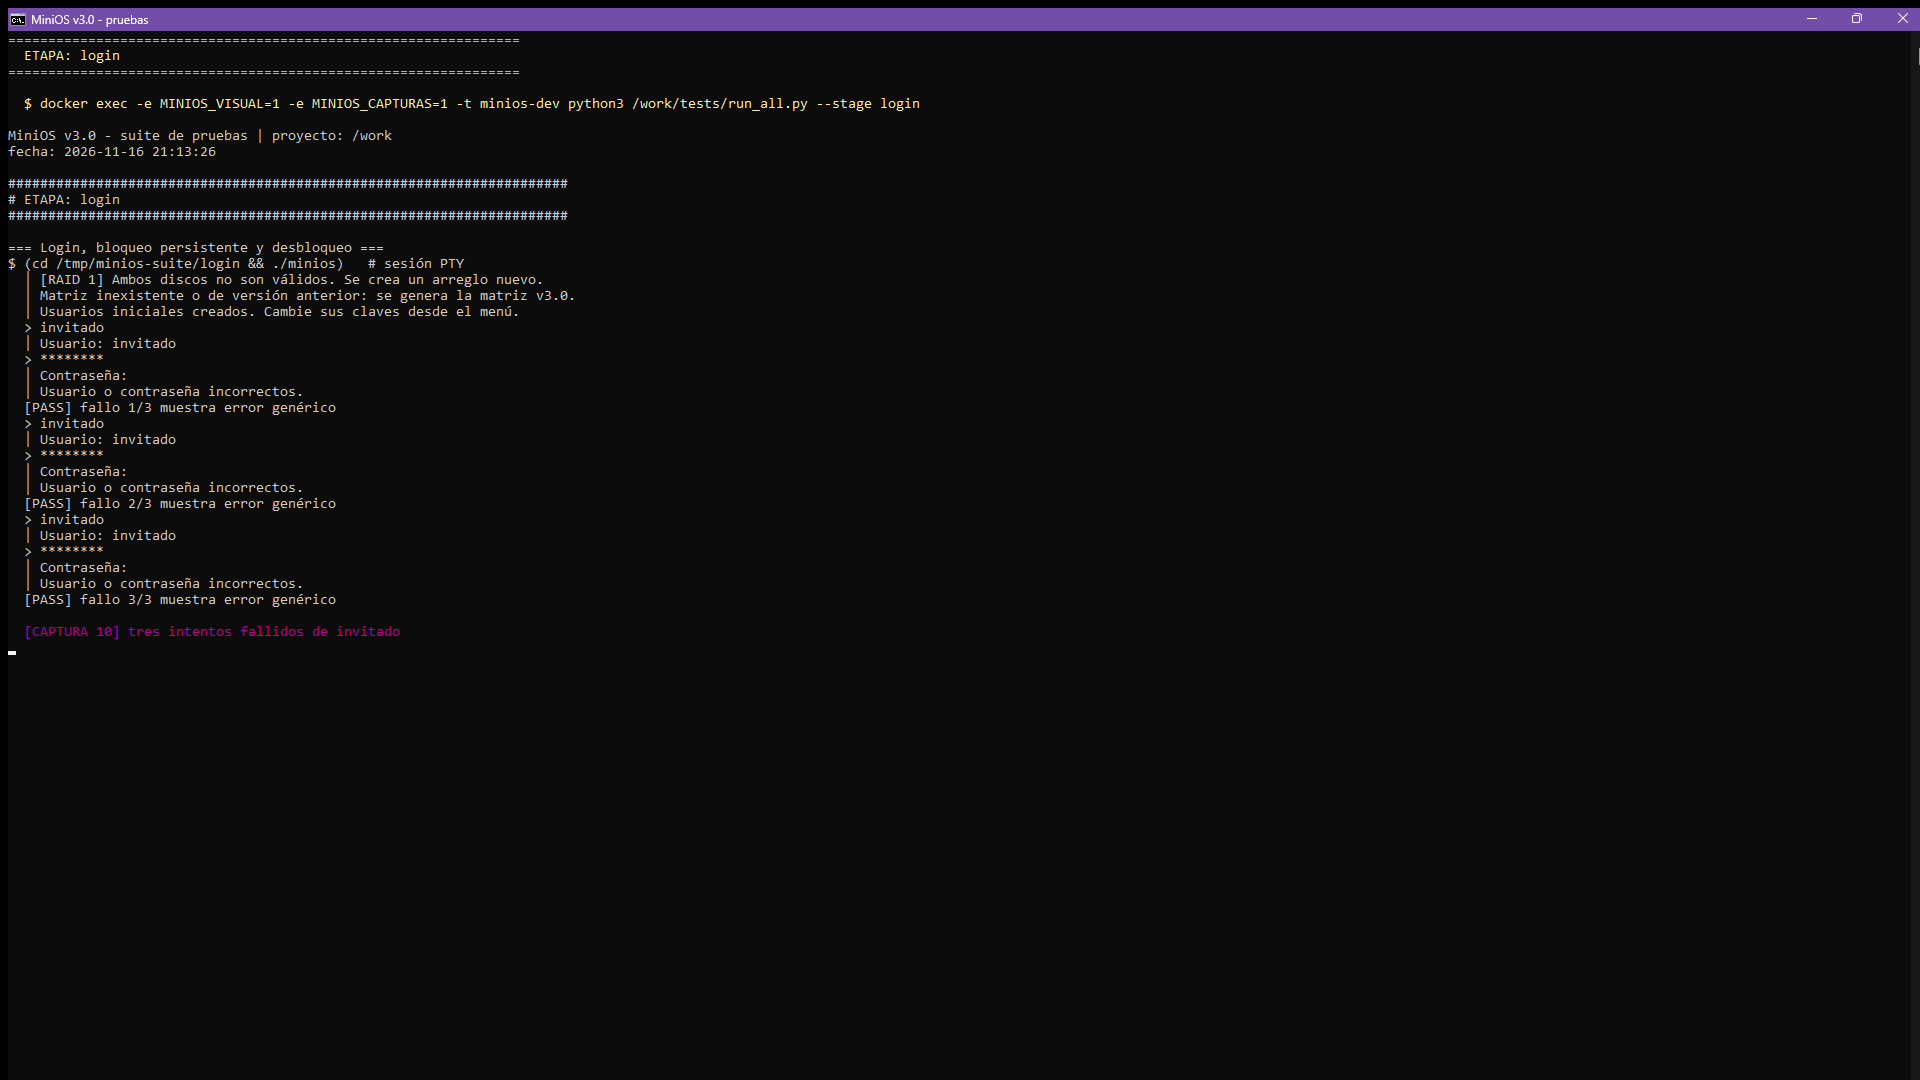 MiniOS v3.0 - pruebas
================================================================
ETAPA: login
================================================================
$ docker exec -e MINIOS_VISUAL=1 -e MINIOS_CAPTURAS=1 -t minios-dev python3 /work/tests/run_all.py --stage login
MiniOS v3.0 - suite de pruebas | proyecto: /work
fecha: 2026-11-16 21:13:26
######################################################################
# ETAPA: login
######################################################################
=== Login, bloqueo persistente y desbloqueo ===
$ (cd /tmp/minios-suite/login && ./minios)   # sesión PTY
│ [RAID 1] Ambos discos no son válidos. Se crea un arreglo nuevo.
│ Matriz inexistente o de versión anterior: se genera la matriz v3.0.
│ Usuarios iniciales creados. Cambie sus claves desde el menú.
> invitado
│ Usuario: invitado
> ********
│ Contraseña:
│ Usuario o contraseña incorrectos.
[PASS] fallo 1/3 muestra error genérico
> invitado
│ Usuario: invitado
> ********
│ Contraseña:
│ Usuario o contraseña incorrectos.
[PASS] fallo 2/3 muestra error genérico
> invitado
│ Usuario: invitado
> ********
│ Contraseña:
│ Usuario o contraseña incorrectos.
[PASS] fallo 3/3 muestra error genérico
[CAPTURA 10] tres intentos fallidos de invitado